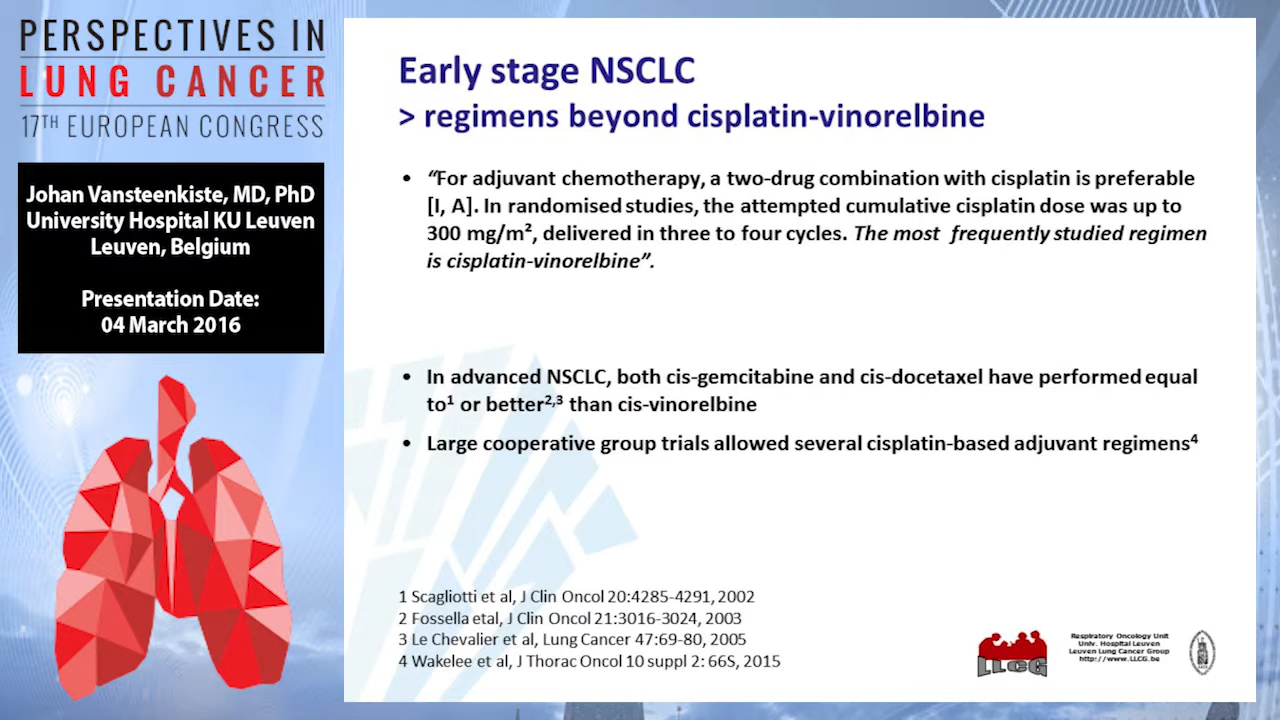 PERSPECTIVES IN
LUNG CANCER
17TH EUROPEAN CONGRESS
Johan Vansteenkiste, MD, PhD
University Hospital KU Leuven
Leuven, Belgium
Presentation Date:
04 March 2016
Early stage NSCLC
> regimens beyond cisplatin-vinorelbine
• “For adjuvant chemotherapy, a two-drug combination with cisplatin is preferable
[I, A]. In randomised studies, the attempted cumulative cisplatin dose was up to
300 mg/m², delivered in three to four cycles. The most frequently studied regimen
is cisplatin-vinorelbine”.
• In advanced NSCLC, both cis-gemcitabine and cis-docetaxel have performed equal
to¹ or better²,³ than cis-vinorelbine
• Large cooperative group trials allowed several cisplatin-based adjuvant regimens⁴
1 Scagliotti et al, J Clin Oncol 20:4285-4291, 2002
2 Fossella etal, J Clin Oncol 21:3016-3024, 2003
3 Le Chevalier et al, Lung Cancer 47:69-80, 2005
4 Wakelee et al, J Thorac Oncol 10 suppl 2: 66S, 2015
LLCG
Respiratory Oncology Unit
Univ. Hospital Leuven
Leuven Lung Cancer Group
http://www.LLCG.be